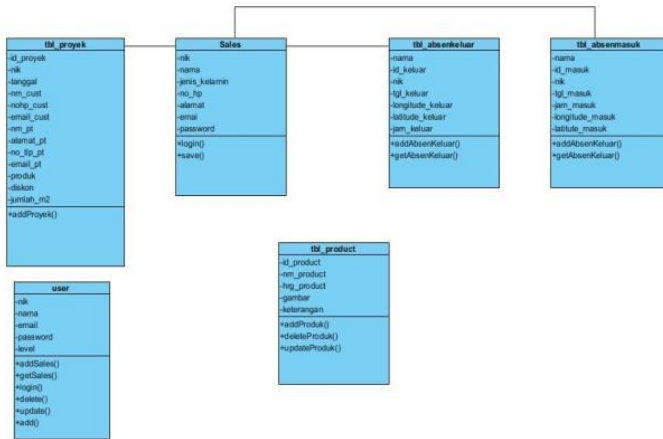 tbl_proyek
-id_proyek
-nik
-tanggal
-nm_cust
-nohp_cust
-email_cust
-nm_pt
-alamat_pt
-no_tlp_pt
-email_pt
-produk
-diskon
-jumlah_m2
+addProyek()
Sales
-nik
-nama
-jenis_kelamin
-no_hp
-alamat
-emai
-password
+login()
+save()
tbl_absenkeluar
-nama
-id_keluar
-nik
-tgl_keluar
-longitude_keluar
-latitude_keluar
-jam_keluar
+addAbsenKeluar()
+getAbsenKeluar()
tbl_absenmasuk
-nama
-id_masuk
-nik
-tgl_masuk
-jam_masuk
-longitude_masuk
-latitute_masuk
+addAbsenKeluar()
+getAbsenKeluar()
tbl_product
-id_product
-nm_product
-hrg_product
-gambar
-keterangan
+addProduk()
+deleteProduk()
+updateProduk()
user
-nik
-nama
-email
-password
-level
+addSales()
+getSales()
+login()
+delete()
+update()
+add()